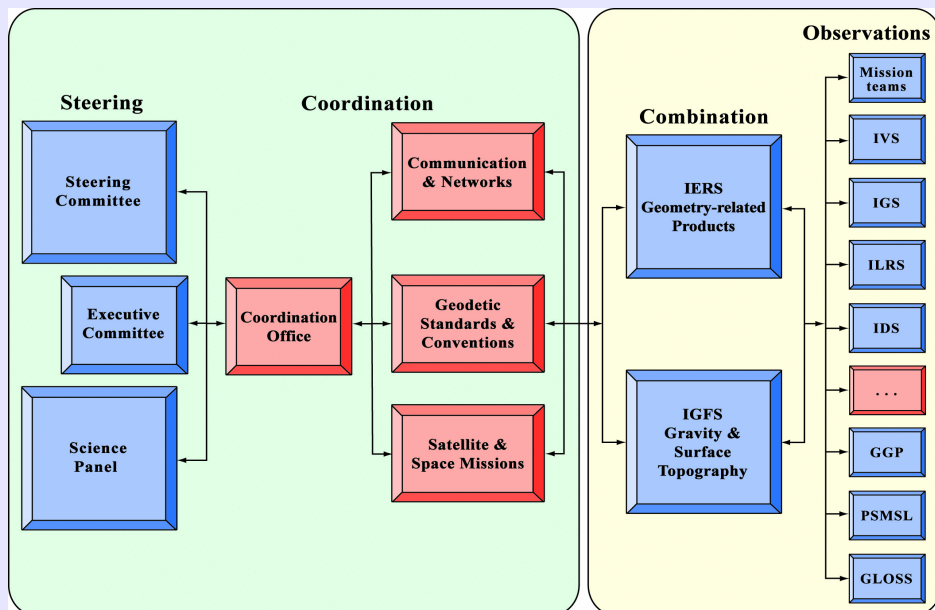 Steering
Steering
Committee
Executive
Committee
Science
Panel
Coordination
Office
Coordination
Communication
& Networks
Geodetic
Standards &
Conventions
Satellite &
Space Missions
Combination
IERS
Geometry-related
Products
IGFS
Gravity &
Surface
Topography
Observations
Mission
teams
IVS
IGS
ILRS
IDS
...
GGP
PSMSL
GLOSS